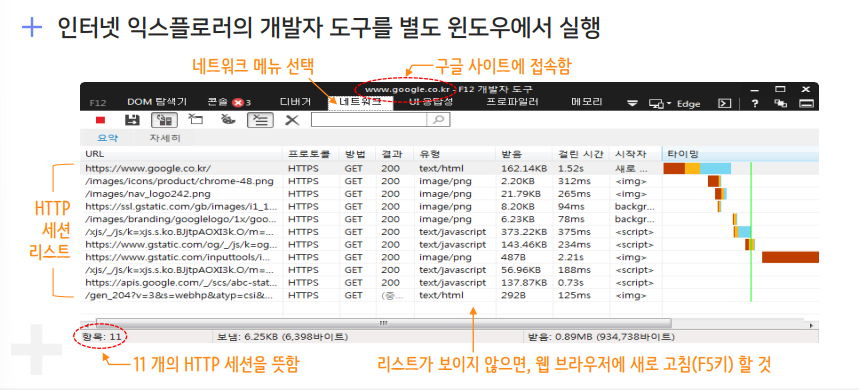 인터넷 익스플로러의 개발자 도구를 별도 윈도우에서 실행
네트워크 메뉴 선택
구글 사이트에 접속함
www.google.co.kr - F12 개발자 도구
F12 DOM 탐색기 콘솔 3 디버거 네트워크 UI 응답성 프로파일러 메모리 Edge ?
요약 자세히
URL 프로토콜 방법 결과 유형 받음 걸린 시간 시작자 타이밍
https://www.google.co.kr/ HTTPS GET 200 text/html 162.14KB 1.52s 새로 ...
/images/icons/product/chrome-48.png HTTPS GET 200 image/png 2.20KB 312ms <img>
/images/nav_logo242.png HTTPS GET 200 image/png 21.79KB 265ms <img>
https://ssl.gstatic.com/gb/images/i1_1... HTTPS GET 200 image/png 8.20KB 94ms backgr...
/images/branding/googlelogo/1x/goo... HTTPS GET 200 image/png 6.23KB 78ms backgr...
/xjs/_/js/k=xjs.s.ko.BJjtpAOXI3k.O/m=... HTTPS GET 200 text/javascript 373.22KB 375ms <script>
https://www.gstatic.com/og/_/js/k=og... HTTPS GET 200 text/javascript 143.46KB 234ms <script>
https://www.gstatic.com/inputtools/i... HTTPS GET 200 image/png 487B 2.21s <img>
/xjs/_/js/k=xjs.s.ko.BJjtpAOXI3k.O/m=... HTTPS GET 200 text/javascript 56.96KB 188ms <script>
https://apis.google.com/_/scs/abc-stat... HTTPS GET 200 text/javascript 137.87KB 0.73s <script>
/gen_204?v=3&s=webhp&atyp=csi&... HTTPS GET (중... text/html 292B 125ms <img>
HTTP
세션
리스트
항목: 11 보냄: 6.25KB (6,398바이트) 받음: 0.89MB (934,738바이트)
11 개의 HTTP 세션을 뜻함
리스트가 보이지 않으면, 웹 브라우저에 새로 고침(F5키) 할 것